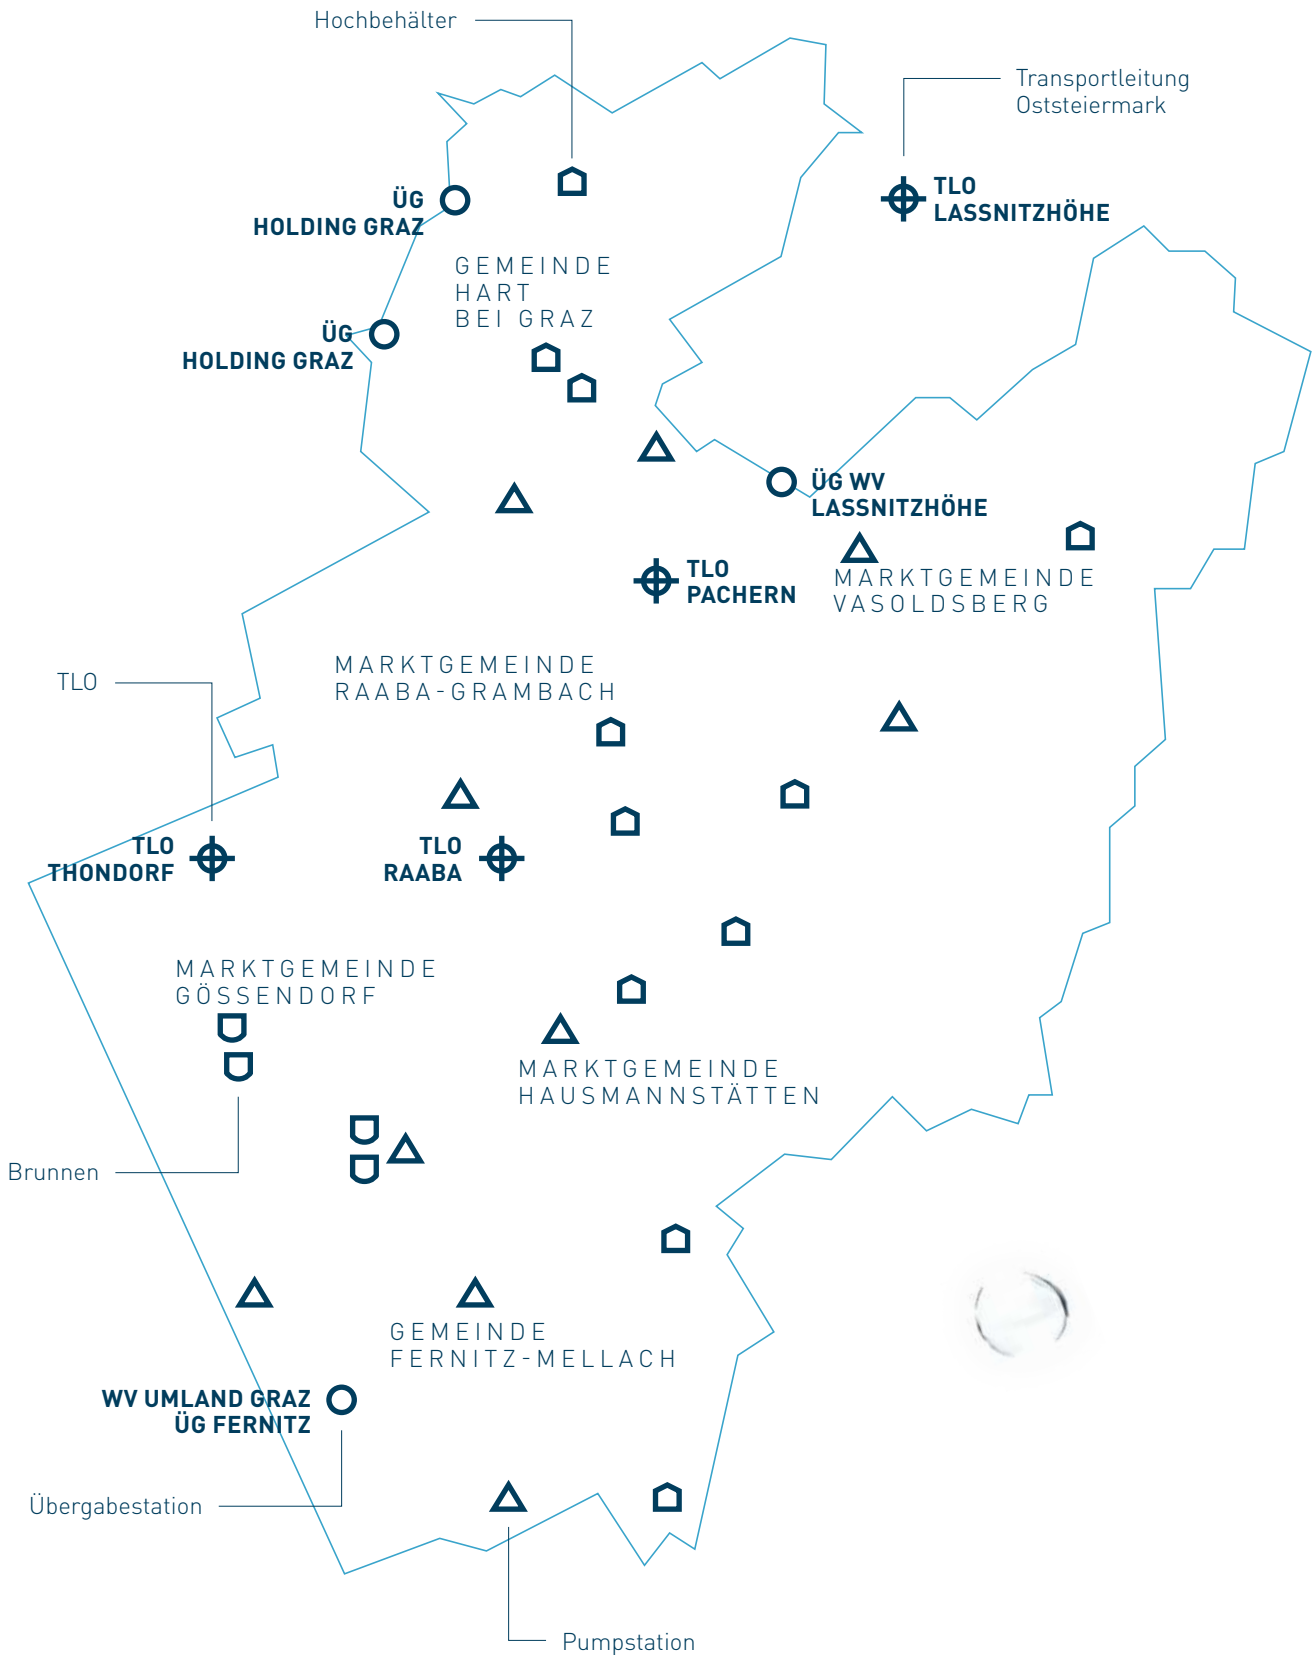 Hochbehälter
Transportleitung
Oststeiermark
ÜG
HOLDING GRAZ
TLO
LASSNITZHÖHE
GEMEINDE
HART
BEI GRAZ
ÜG
HOLDING GRAZ
ÜG WV
LASSNITZHÖHE
TLO
PACHERN
MARKTGEMEINDE
VASOLDSBERG
MARKTGEMEINDE
RAABA-GRAMBACH
TLO
TLO
THONDORF
TLO
RAABA
MARKTGEMEINDE
GÖSSENDORF
MARKTGEMEINDE
HAUSMANNSTÄTTEN
Brunnen
GEMEINDE
FERNITZ-MELLACH
WV UMLAND GRAZ
ÜG FERNITZ
Übergabestation
Pumpstation